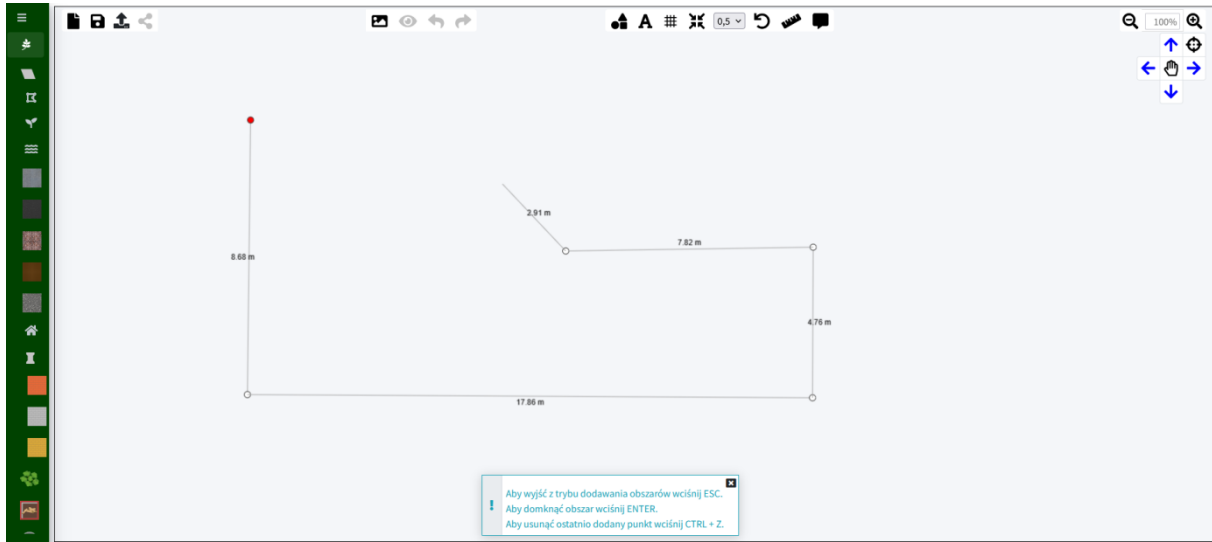 A
0,5
100%
2.91 m
7.82 m
8.68 m
4.76 m
17.86 m
Aby wyjść z trybu dodawania obszarów wciśnij ESC.
Aby domknąć obszar wciśnij ENTER.
Aby usunąć ostatnio dodany punkt wciśnij CTRL + Z.